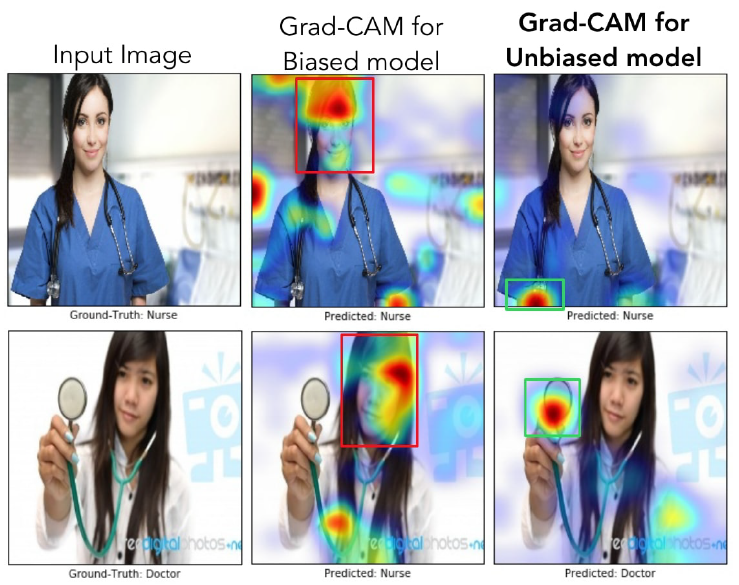 Input Image
Grad-CAM for
Biased model
Grad-CAM for
Unbiased model
Ground-Truth: Nurse
Predicted: Nurse
Predicted: Nurse
Ground-Truth: Doctor
Predicted: Nurse
Predicted: Doctor